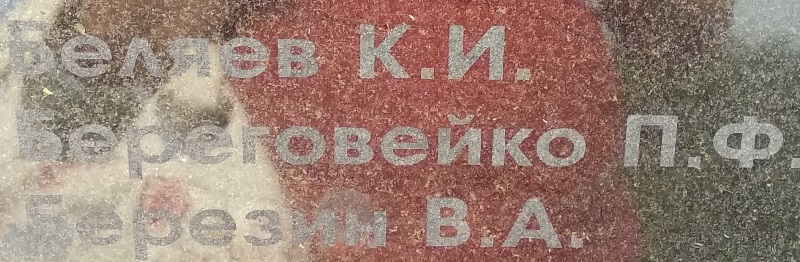 Беляев К.И.
Береговейко П.Ф.
Березин В.А.